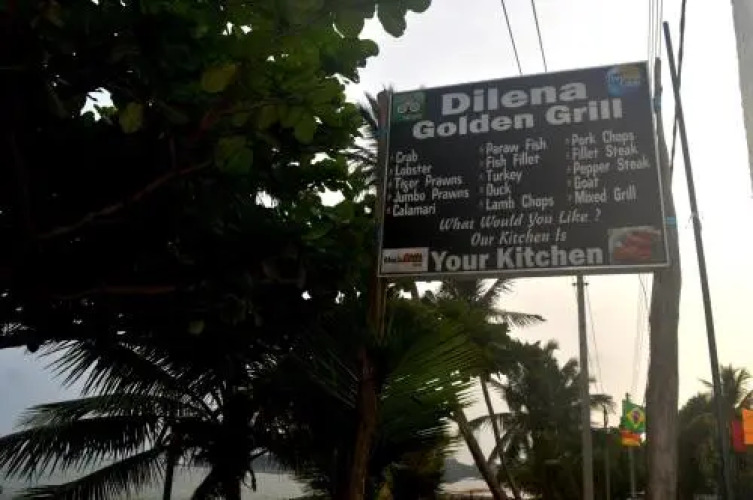 Dilena
Golden Grill
Crab
Lobster
Tiger Prawns
Jumbo Prawns
Calamari
Paraw Fish
Fish Fillet
Turkey
Duck
Lamb Chops
Pork Chops
Fillet Steak
Pepper Steak
Goat
Mixed Grill
What Would You Like ?
Our Kitchen Is
Your Kitchen